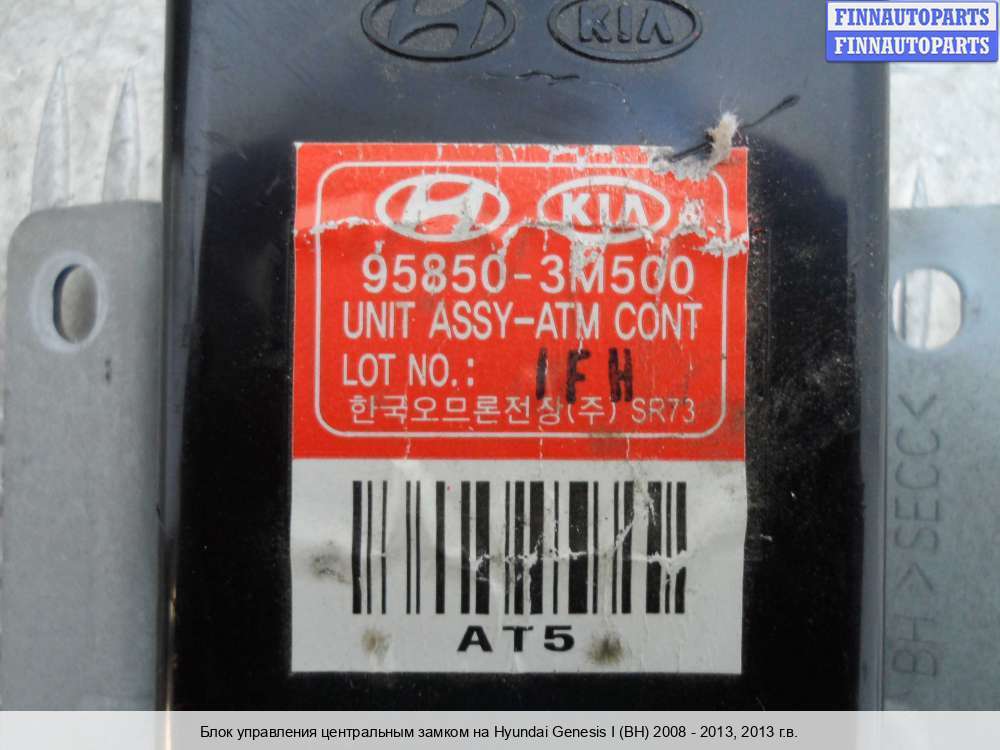 FINNAUTOPARTS
FINNAUTOPARTS
KIA
KIA
95850-3M500
UNIT ASSY-ATM CONT
LOT NO.: IFH
한국오므론전장(주) SR73
AT5
BH >SECC<
Блок управления центральным замком на Hyundai Genesis I (BH) 2008 - 2013, 2013 г.в.